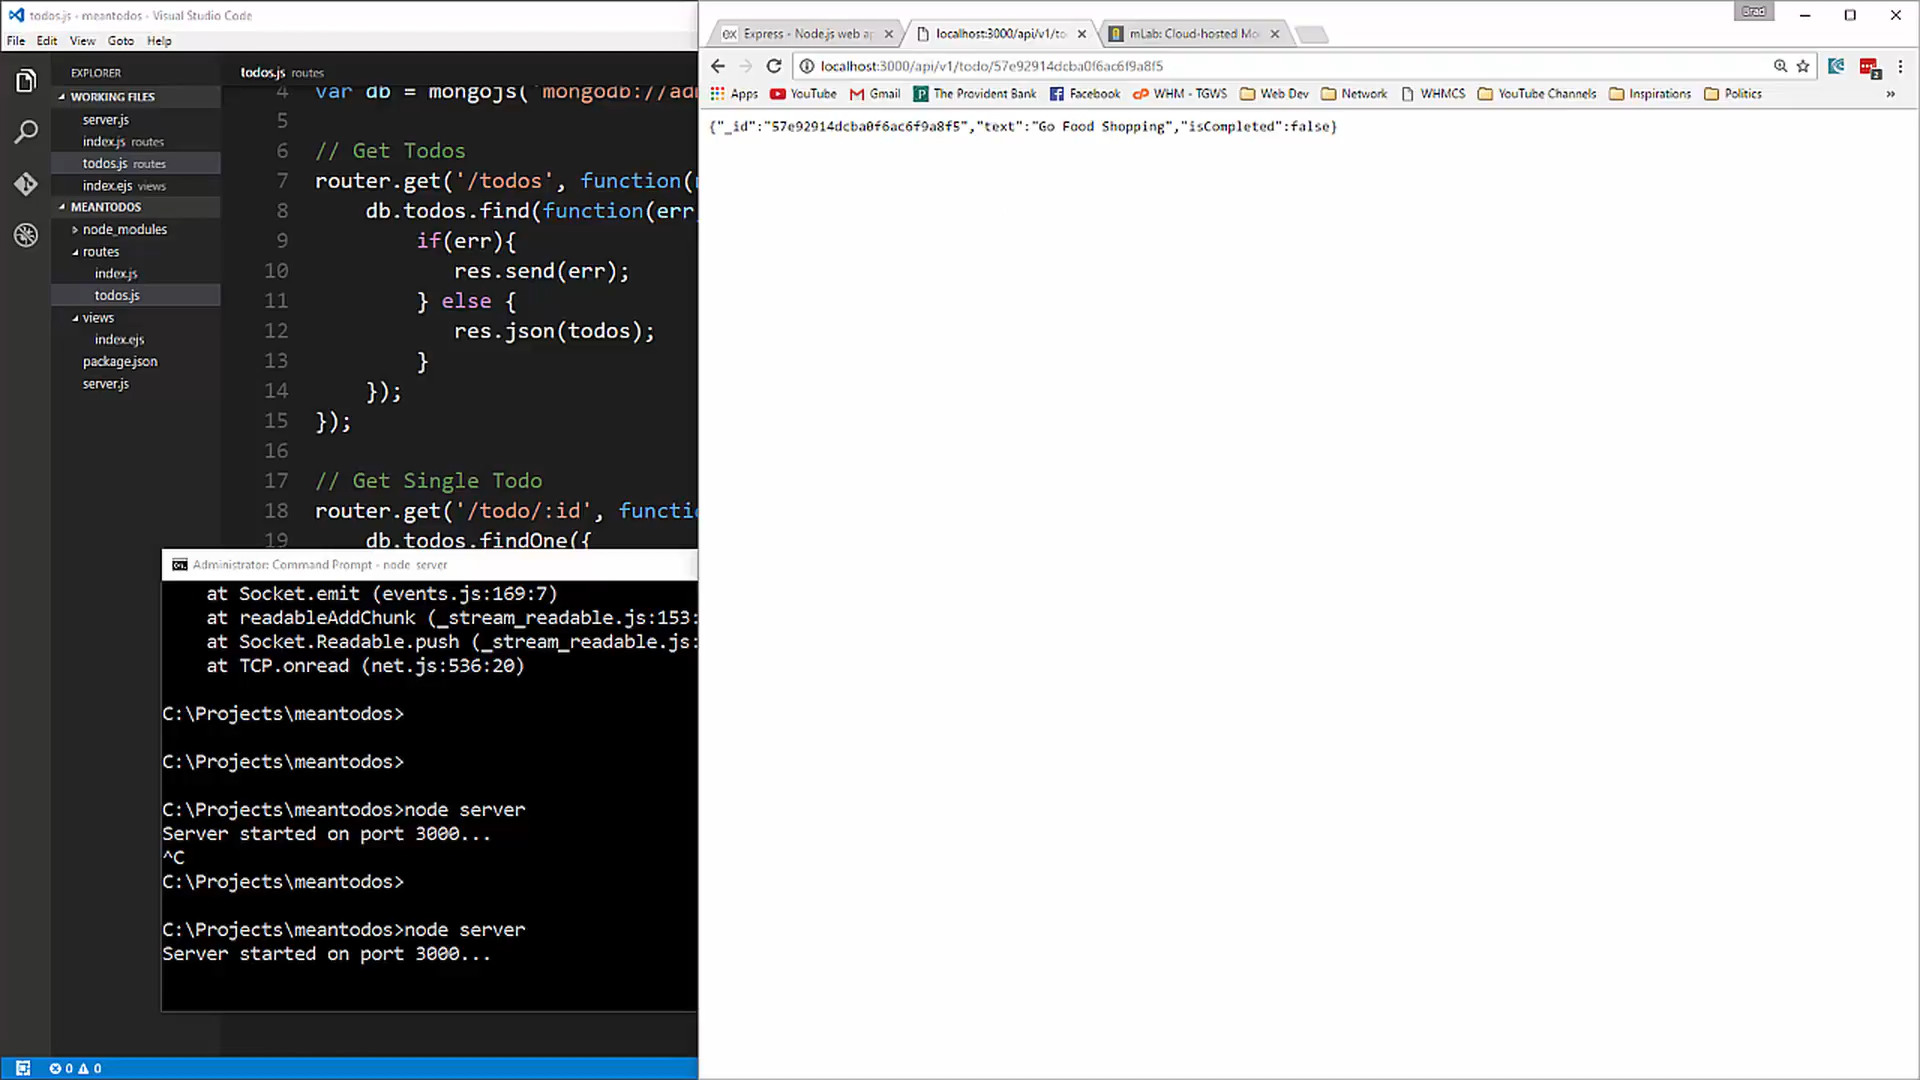 todos.js - meantodos - Visual Studio Code
File Edit View Goto Help
EXPLORER
WORKING FILES
server.js
index.js routes
todos.js routes
index.ejs views
MEANTODOS
node_modules
routes
index.js
todos.js
views
index.ejs
package.json
server.js
todos.js routes
4 var db = mongojs('mongodb://
5
6 // Get Todos
7 router.get('/todos', function(
8 db.todos.find(function(err
9 if(err){
10 res.send(err);
11 } else {
12 res.json(todos);
13 }
14 });
15 });
16
17 // Get Single Todo
18 router.get('/todo/:id', functi
19 db.todos.findOne({
Administrator: Command Prompt - node server
at Socket.emit (events.js:169:7)
at readableAddChunk (_stream_readable.js:153:
at Socket.Readable.push (_stream_readable.js:
at TCP.onread (net.js:536:20)
C:\Projects\meantodos>
C:\Projects\meantodos>
C:\Projects\meantodos>node server
Server started on port 3000...
^C
C:\Projects\meantodos>
C:\Projects\meantodos>node server
Server started on port 3000...
0 0
Brad
Express - Node.js web ap
localhost:3000/api/v1/to
mLab: Cloud-hosted Mo
localhost:3000/api/v1/todo/57e92914dcba0f6ac6f9a8f5
Apps YouTube Gmail The Provident Bank Facebook WHM - TGWS Web Dev Network WHMCS YouTube Channels Inspirations Politics »
{"_id":"57e92914dcba0f6ac6f9a8f5","text":"Go Food Shopping","isCompleted":false}